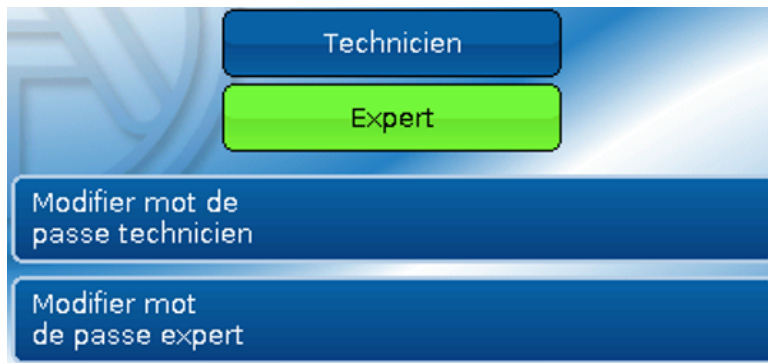 Technicien
Expert
Modifier mot de
passe technicien
Modifier mot
de passe expert